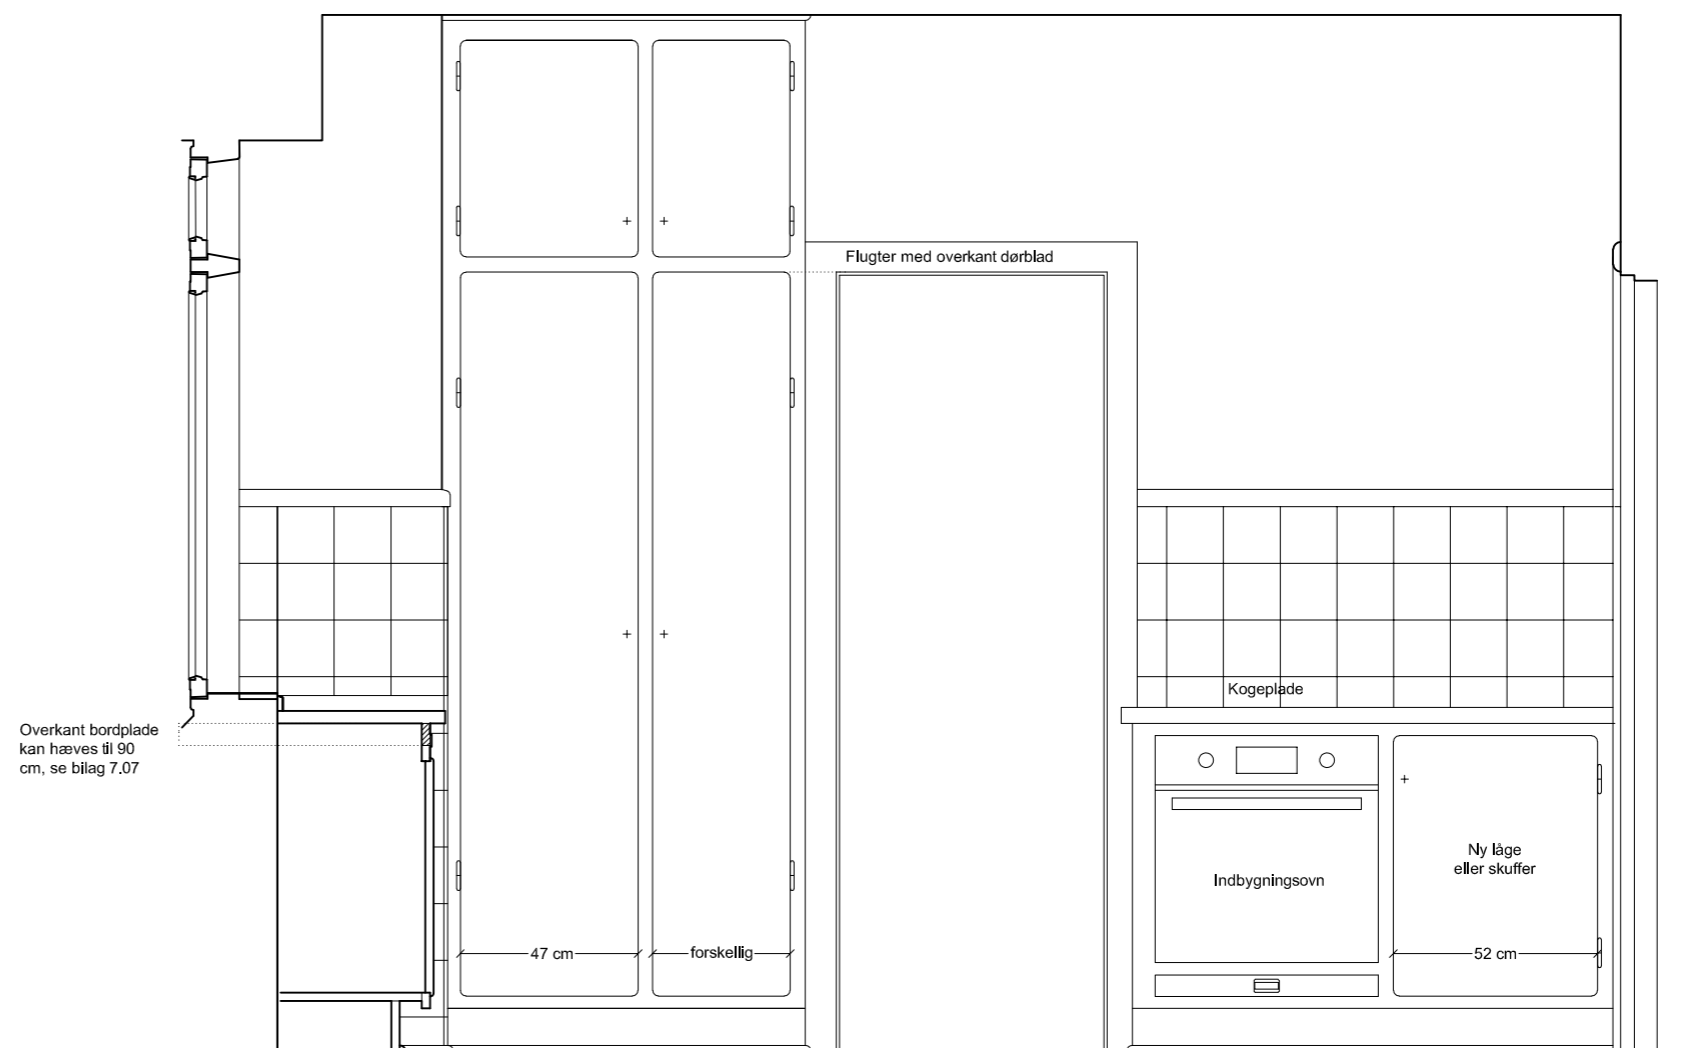 Flugter med overkant dørblad
Kogeplade
Overkant bordplade
kan hæves til 90
cm, se bilag 7.07
Ny låge
eller skuffer
Indbygningsovn
47 cm
forskellig
52 cm